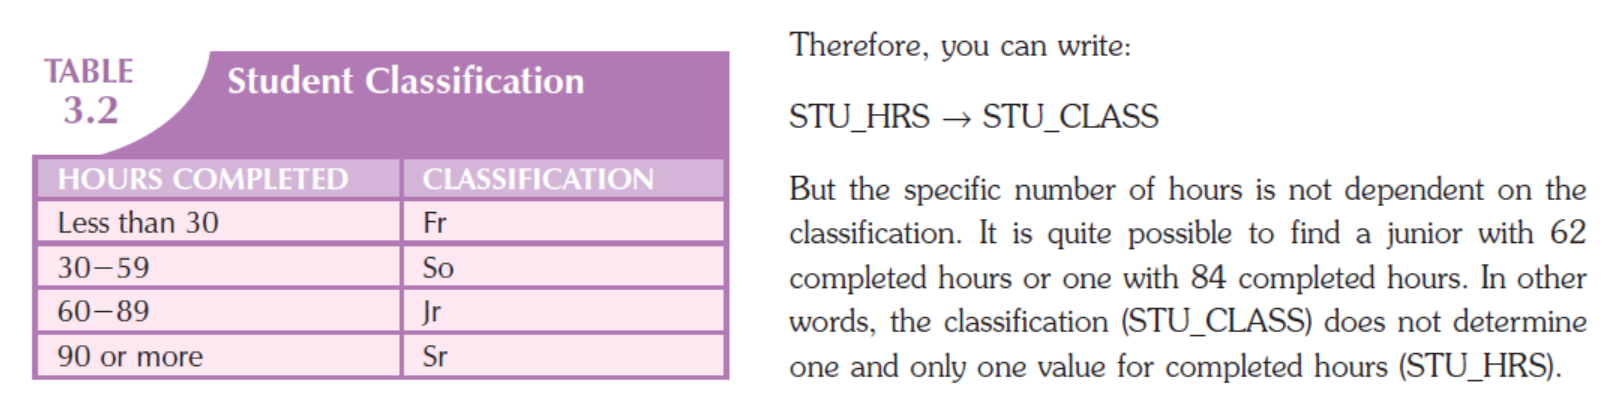 TABLE
3.2
Student Classification
HOURS COMPLETED CLASSIFICATION
Less than 30 Fr
30–59 So
60–89 Jr
90 or more Sr
Therefore, you can write:
STU_HRS → STU_CLASS
But the specific number of hours is not dependent on the
classification. It is quite possible to find a junior with 62
completed hours or one with 84 completed hours. In other
words, the classification (STU_CLASS) does not determine
one and only one value for completed hours (STU_HRS).